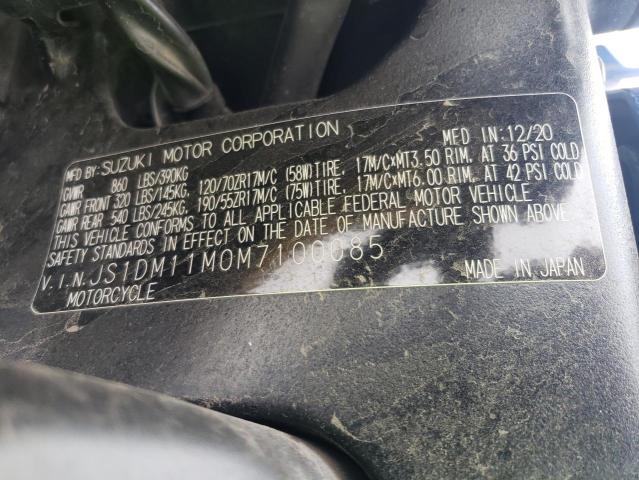 MFD BY:SUZUKI MOTOR CORPORATION MFD IN:12/20
GVWR 860 LBS/390KG
GAWR FRONT 320 LBS/145KG, 120/70ZR17M/C (58W)TIRE, 17M/C×MT3.50 RIM, AT 36 PSI COLD
GAWR REAR 540 LBS/245KG, 190/55ZR17M/C (75W)TIRE, 17M/C×MT6.00 RIM, AT 42 PSI COLD
THIS VEHICLE CONFORMS TO ALL APPLICABLE FEDERAL MOTOR VEHICLE
SAFETY STANDARDS IN EFFECT ON THE DATE OF MANUFACTURE SHOWN ABOVE
V.I.N.JS1DM11M0M7100085
MOTORCYCLE MADE IN JAPAN